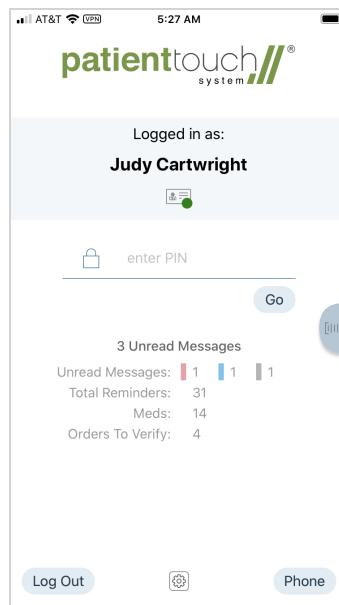 AT&T VPN 5:27 AM
patienttouch®
system
Logged in as:
Judy Cartwright
enter PIN
Go
3 Unread Messages
Unread Messages: 1 1 1
Total Reminders: 31
Meds: 14
Orders To Verify: 4
Log Out Phone